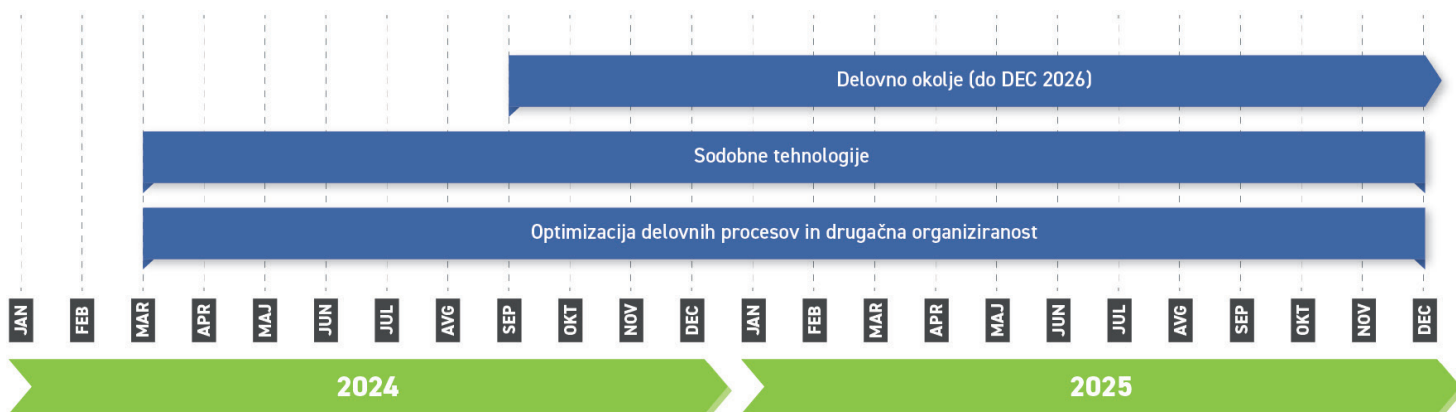 Delovno okolje (do DEC 2026)
Sodobne tehnologije
Optimizacija delovnih procesov in drugačna organiziranost
JAN FEB MAR APR MAJ JUN JUL AVG SEP OKT NOV DEC JAN FEB MAR APR MAJ JUN JUL AVG SEP OKT NOV DEC
2024 2025